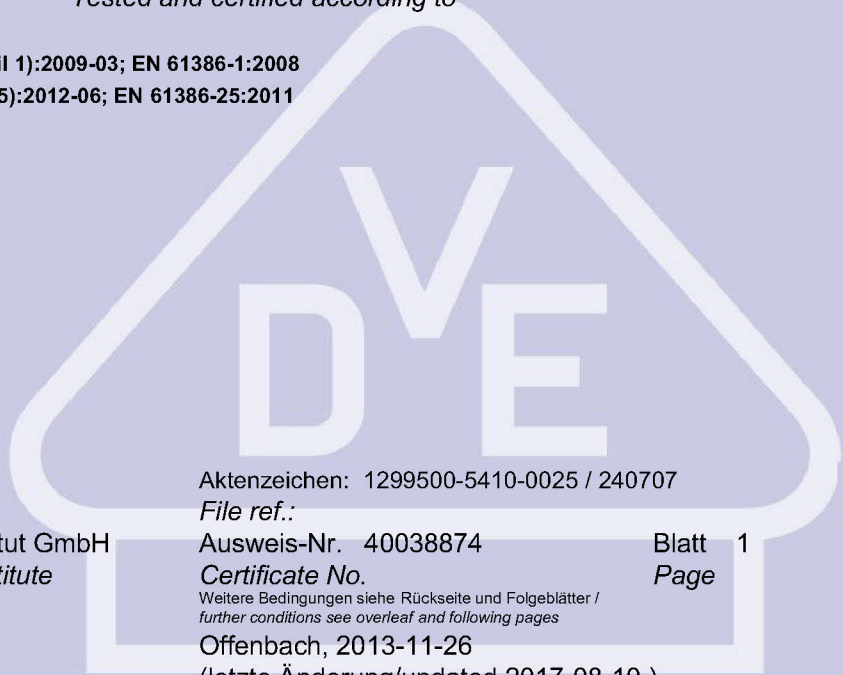 Tested and certified according to
il 1):2009-03; EN 61386-1:2008
5):2012-06; EN 61386-25:2011
VDE
Aktenzeichen: 1299500-5410-0025 / 240707
File ref.:
tut GmbH Ausweis-Nr. 40038874 Blatt 1
titute Certificate No. Page
Weitere Bedingungen siehe Rückseite und Folgeblätter /
further conditions see overleaf and following pages
Offenbach, 2013-11-26
(letzte Änderung/updated 2017-08-10 )